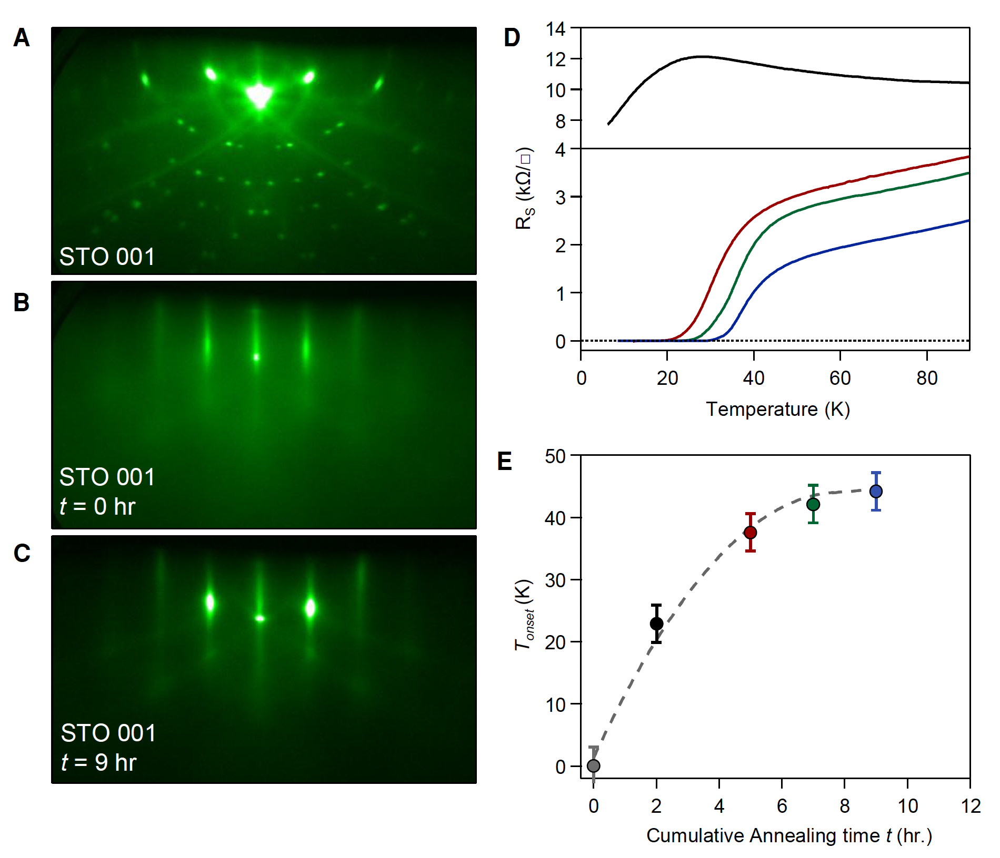 A
STO 001
B
STO 001
t = 0 hr
C
STO 001
t = 9 hr
D
14
12
10
8
4
3
2
1
0
R_S (kΩ/□)
0 20 40 60 80
Temperature (K)
E
50
40
30
20
10
0
T_onset (K)
0 2 4 6 8 10 12
Cumulative Annealing time t (hr.)